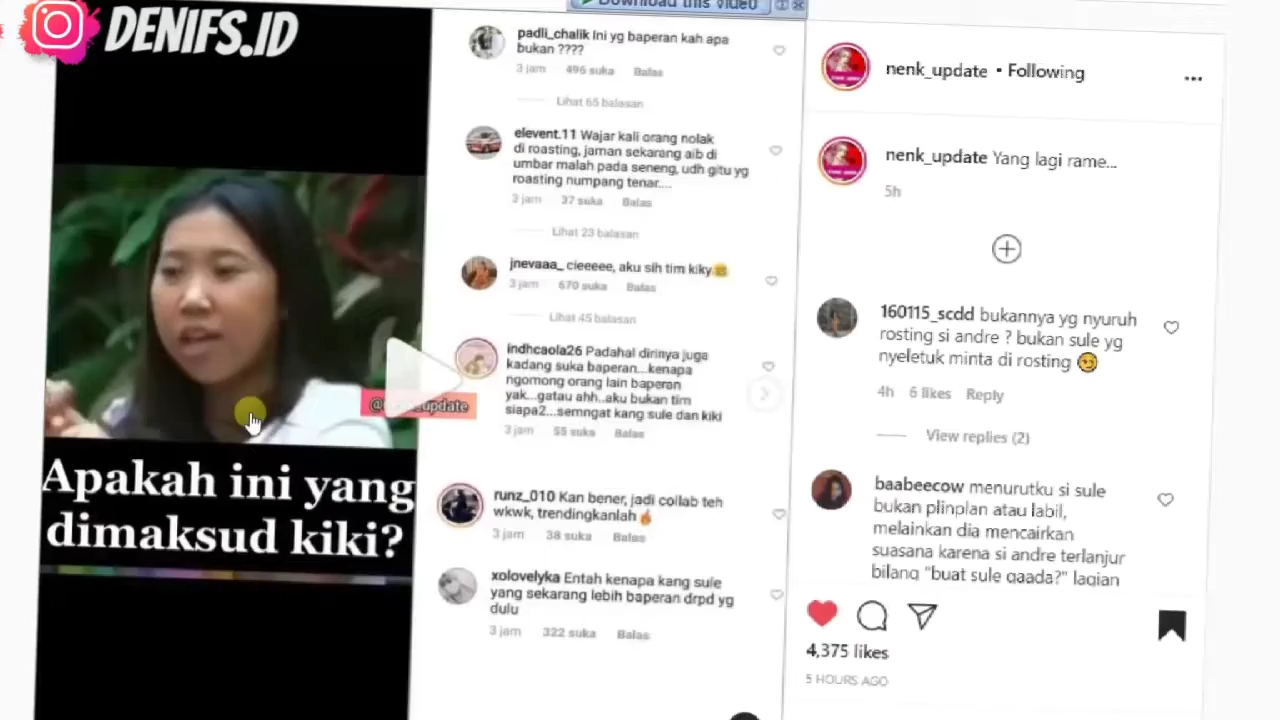 DENIFS.ID
Download this video
Apakah ini yang
dimaksud kiki?
padli_chalik Ini yg baperan kah apa
bukan ????
3 jam 496 suka Balas
Lihat 65 balasan
elevent.11 Wajar kali orang nolak
di roasting, jaman sekarang aib di
umbar malah pada seneng, udh gitu yg
roasting numpang tenar....
3 jam 37 suka Balas
Lihat 23 balasan
jnevaaa_ cieeeee, aku sih tim kiky
3 jam 670 suka Balas
Lihat 45 balasan
indhcaola26 Padahal dirinya juga
kadang suka baperan...kenapa
ngomong orang lain baperan
yak...gatau ahh..aku bukan tim
siapa2...semngat kang sule dan kiki
3 jam 55 suka Balas
runz_010 Kan bener, jadi collab teh
wkwk, trendingkanlah🔥
3 jam 38 suka Balas
xolovelyka Entah kenapa kang sule
yang sekarang lebih baperan drpd yg
dulu
3 jam 322 suka Balas
nenk_update • Following
nenk_update Yang lagi rame...
5h
160115_scdd bukannya yg nyuruh
rosting si andre ? bukan sule yg
nyeletuk minta di rosting 😏
4h 6 likes Reply
View replies (2)
baabeecow menurutku si sule
bukan plinplan atau labil,
melainkan dia mencairkan
suasana karena si andre terlanjur
bilang "buat sule gaada?" lagian
4,375 likes
5 HOURS AGO